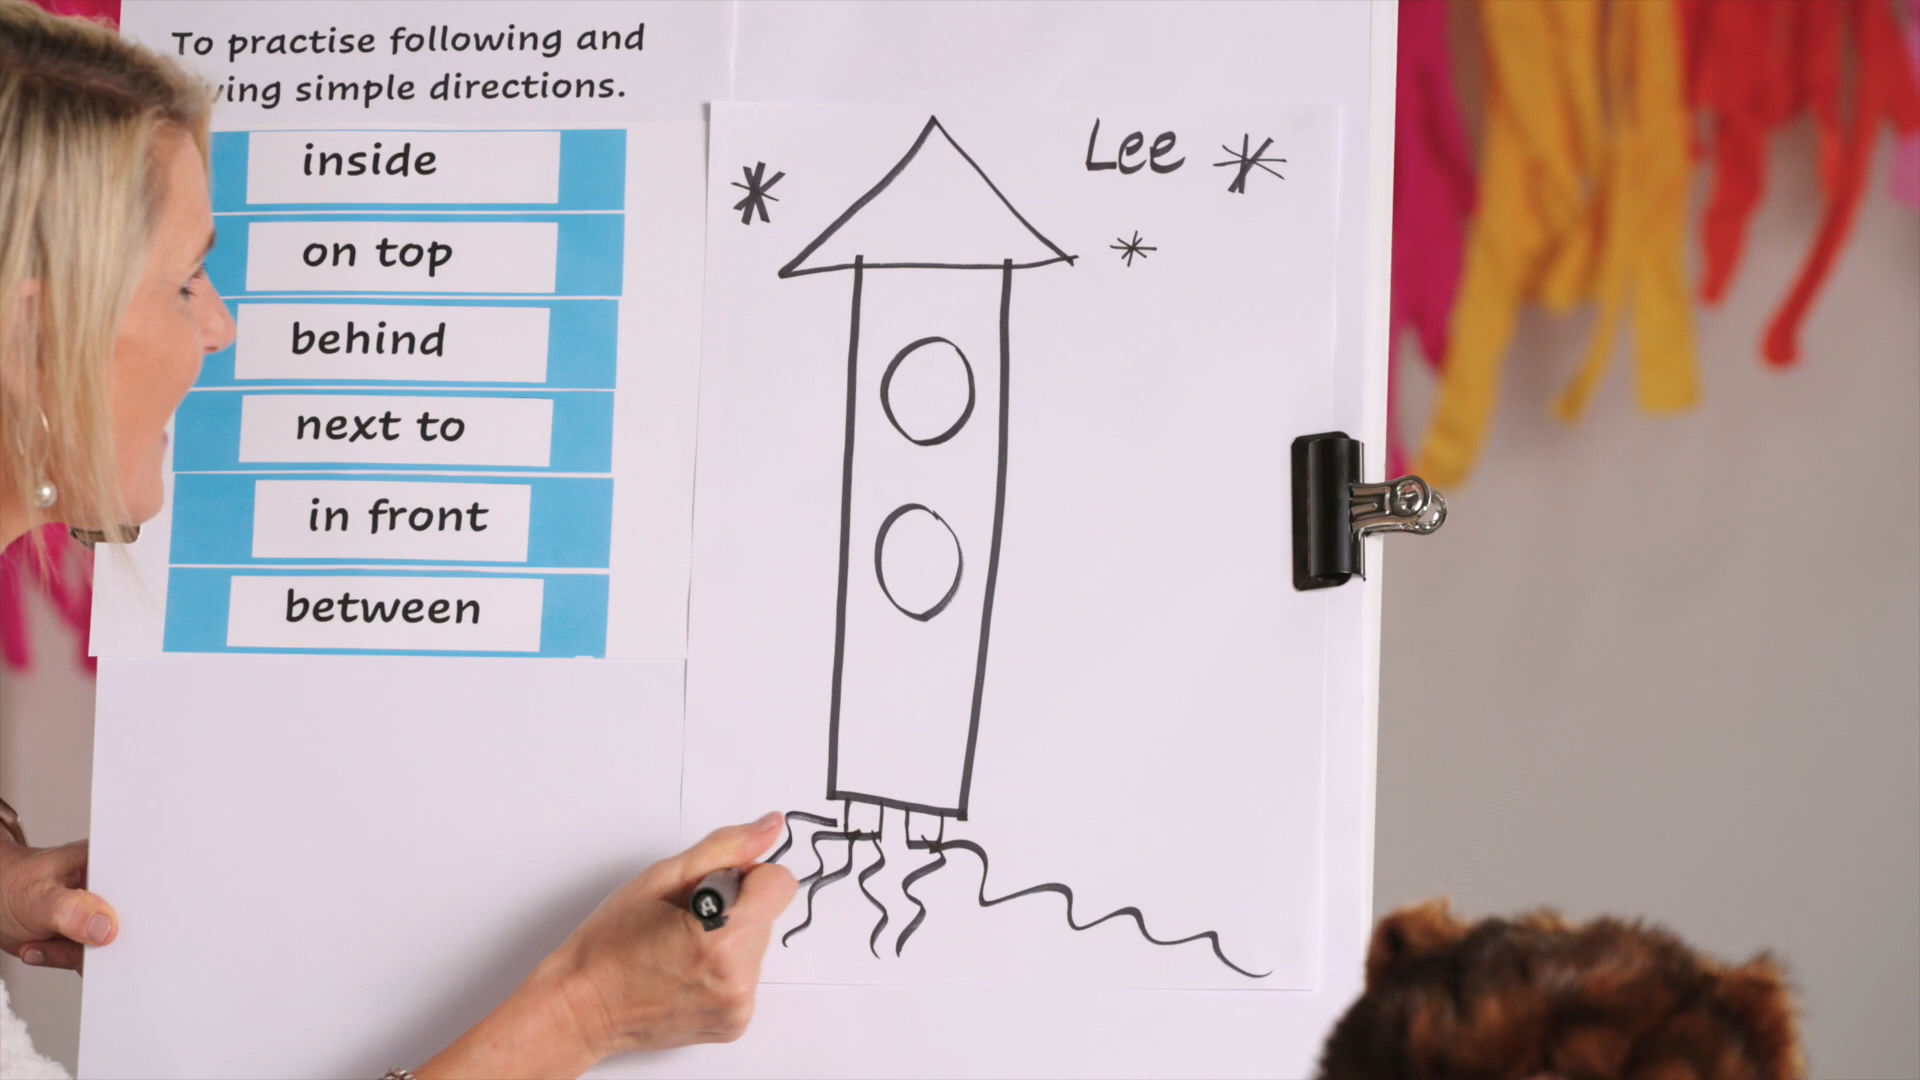 To practise following and
ving simple directions.
inside
on top
behind
next to
in front
between
Lee